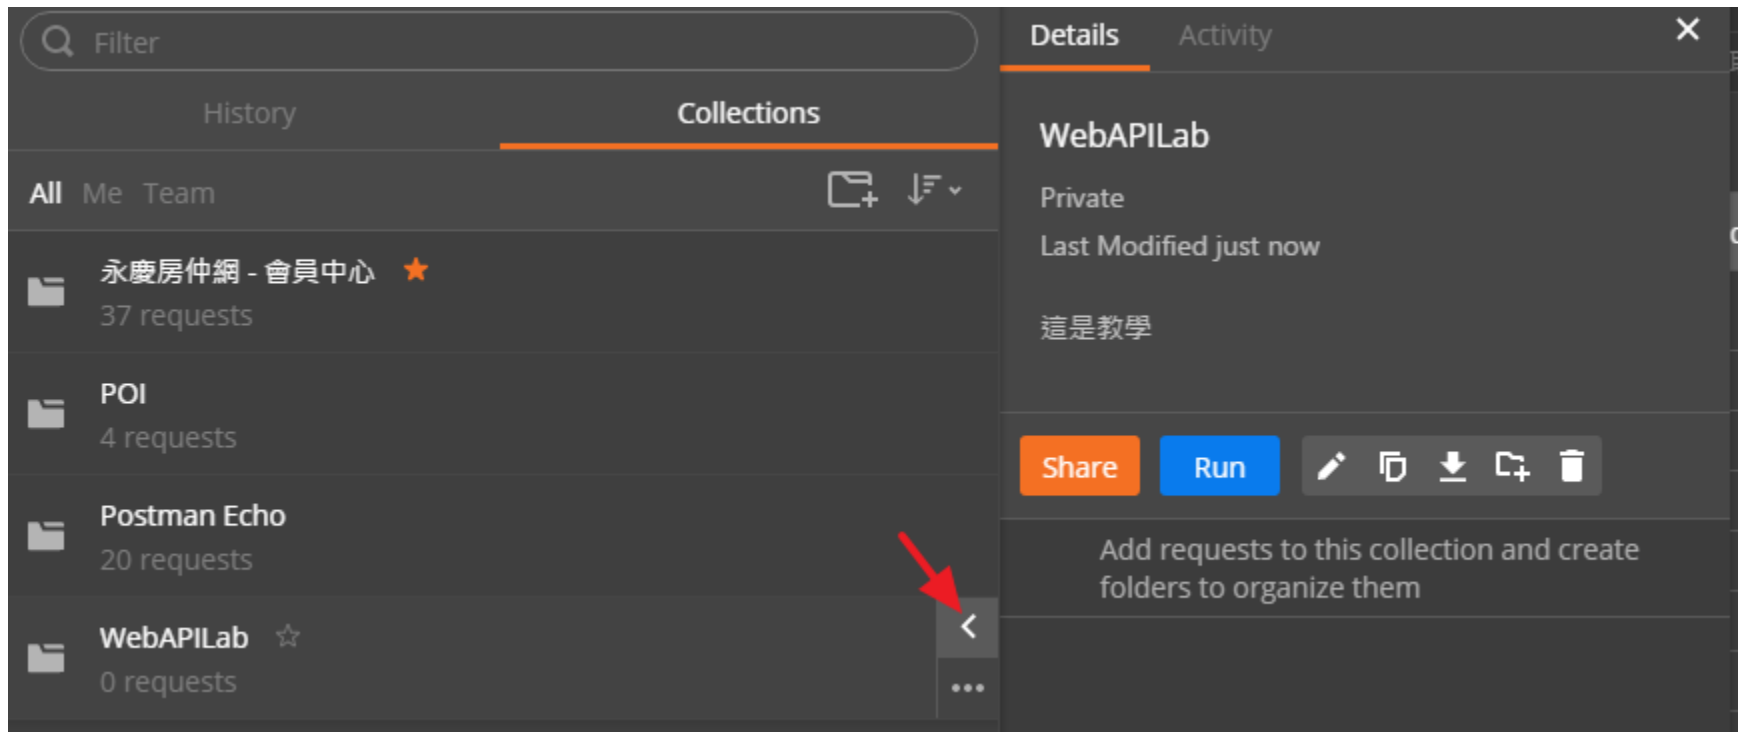 Filter
History
Collections
All Me Team
永慶房仲網 - 會員中心
37 requests
POI
4 requests
Postman Echo
20 requests
WebAPILab
0 requests
Details
Activity
WebAPILab
Private
Last Modified just now
這是教學
Share
Run
Add requests to this collection and create
folders to organize them